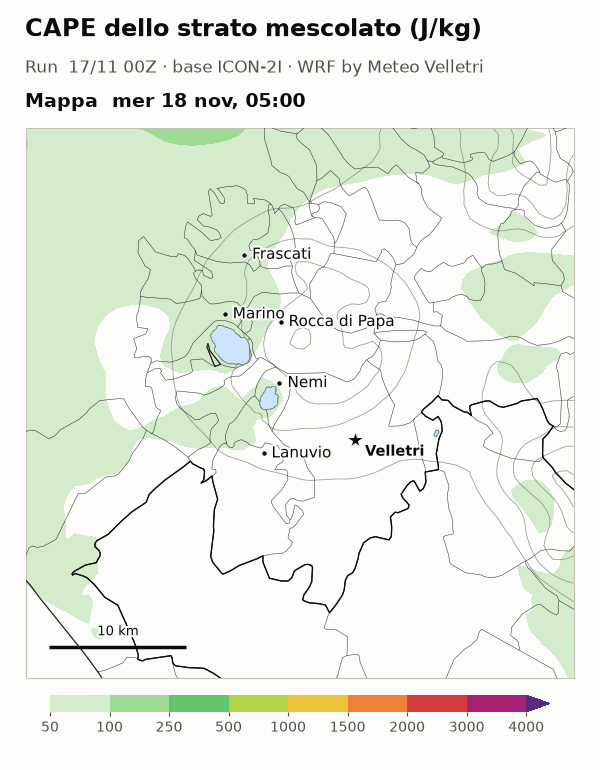 CAPE dello strato mescolato (J/kg)
Run  17/11 00Z · base ICON-2I · WRF by Meteo Velletri
Mappa  mer 18 nov, 05:00
Frascati
Marino
Rocca di Papa
Nemi
Velletri
Lanuvio
10 km
50 100 250 500 1000 1500 2000 3000 4000